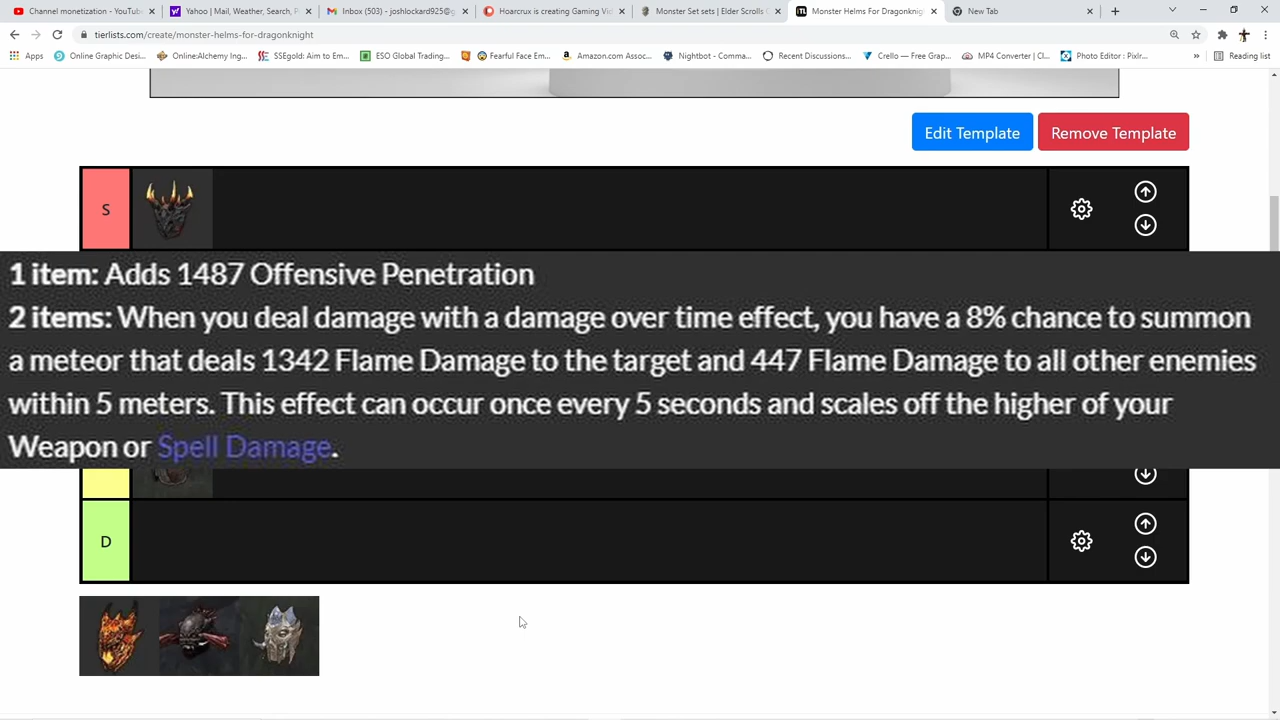 Channel monetization - YouTub
Yahoo | Mail, Weather, Search, P
Inbox (503) - joshlockard925@g
Hoarcrux is creating Gaming Vid
Monster Set sets | Elder Scrolls O
Monster Helms For Dragonknigh
New Tab
tierlists.com/create/monster-helms-for-dragonknight
Apps
Online Graphic Desi...
Online:Alchemy Ing...
SSEgold: Aim to Em...
ESO Global Trading...
Fearful Face Em...
Amazon.com Assoc...
Nightbot - Comma...
Recent Discussions...
Crello — Free Grap...
MP4 Converter | Cl...
Photo Editor : Pixlr...
»
Reading list
Edit Template
Remove Template
S
1 item: Adds 1487 Offensive Penetration
2 items: When you deal damage with a damage over time effect, you have a 8% chance to summon
a meteor that deals 1342 Flame Damage to the target and 447 Flame Damage to all other enemies
within 5 meters. This effect can occur once every 5 seconds and scales off the higher of your
Weapon or Spell Damage.
D